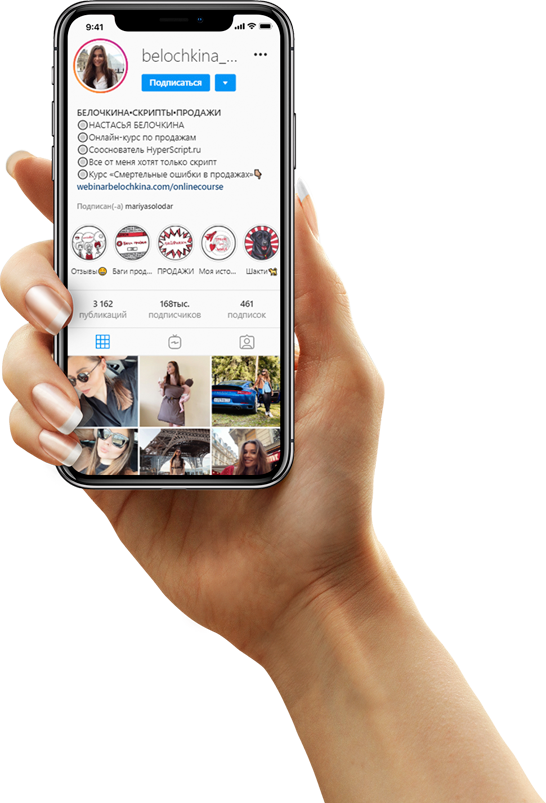 9:41
belochkina_...
Подписаться
БЕЛОЧКИНА•СКРИПТЫ•ПРОДАЖИ
НАСТАСЬЯ БЕЛОЧКИНА
Онлайн-курс по продажам
Сооснователь HyperScript.ru
Все от меня хотят только скрипт
Курс «Смертельные ошибки в продажах»
webinarbelochkina.com/onlinecourse
Подписан(-а) mariyasolodar
Отзывы Баги прод... ПРОДАЖИ Моя исто... Шакти
3 162 168тыс. 461
публикаций подписчиков подписок